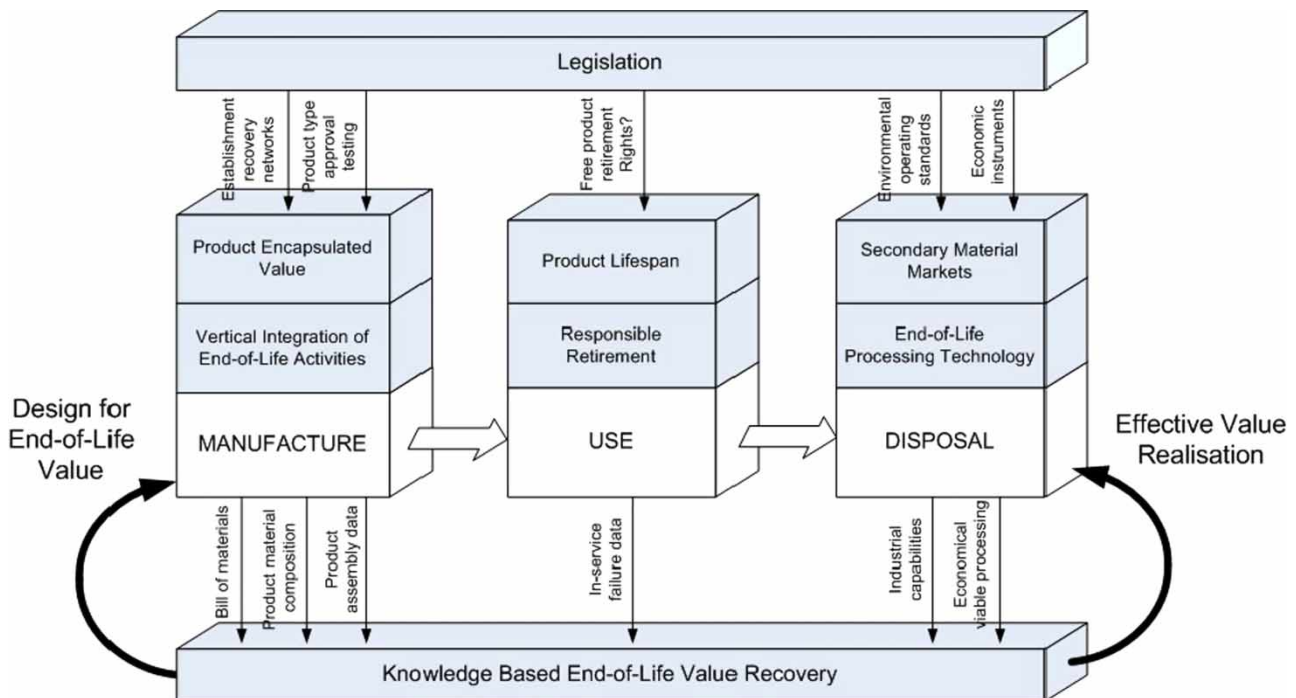 Legislation
Establishment
recovery
networks
Product type
approval
testing
Free product
retirement
Rights?
Environmental
operating
standards
Economic
instruments
Product Encapsulated
Value
Product Lifespan
Secondary Material
Markets
Vertical Integration of
End-of-Life Activities
Responsible
Retirement
End-of-Life
Processing Technology
Design for
End-of-Life
Value
MANUFACTURE
USE
DISPOSAL
Effective Value
Realisation
Bill of materials
Product material
composition
Product
assembly data
In-service
failure data
Industrial
capabilities
Economical
viable processing
Knowledge Based End-of-Life Value Recovery